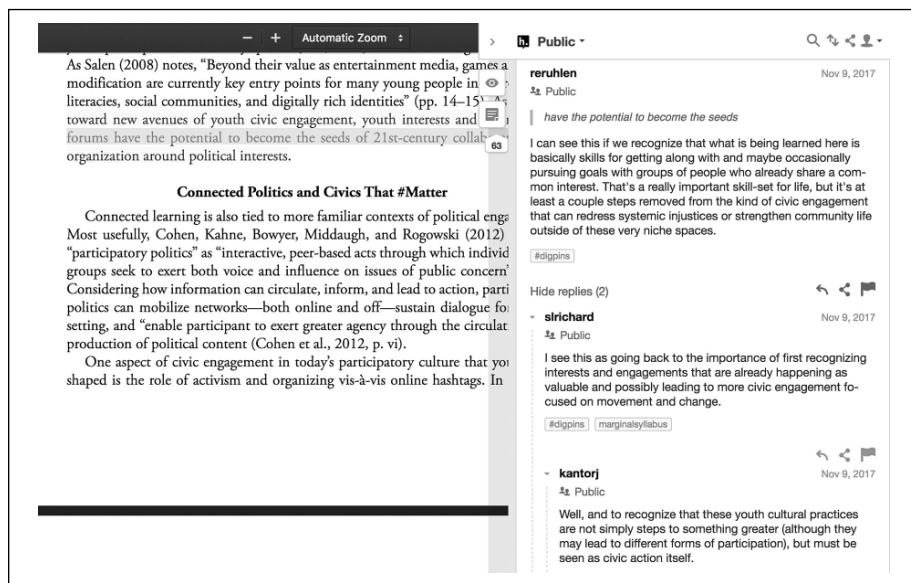 Automatic Zoom
As Salen (2008) notes, “Beyond their value as entertainment media, games a
modification are currently key entry points for many young people in
literacies, social communities, and digitally rich identities” (pp. 14–15). As
toward new avenues of youth civic engagement, youth interests and
forums have the potential to become the seeds of 21st-century collab
organization around political interests.
63
Connected Politics and Civics That #Matter
Connected learning is also tied to more familiar contexts of political enga
Most usefully, Cohen, Kahne, Bowyer, Middaugh, and Rogowski (2012)
“participatory politics” as “interactive, peer-based acts through which individ
groups seek to exert both voice and influence on issues of public concern”
Considering how information can circulate, inform, and lead to action, parti
politics can mobilize networks—both online and off—sustain dialogue fo
setting, and “enable participant to exert greater agency through the circulat
production of political content (Cohen et al., 2012, p. vi).
One aspect of civic engagement in today’s participatory culture that you
shaped is the role of activism and organizing vis-à-vis online hashtags. In
h. Public
reruhlen Nov 9, 2017
Public
have the potential to become the seeds
I can see this if we recognize that what is being learned here is
basically skills for getting along with and maybe occasionally
pursuing goals with groups of people who already share a com-
mon interest. That's a really important skill-set for life, but it's at
least a couple steps removed from the kind of civic engagement
that can redress systemic injustices or strengthen community life
outside of these very niche spaces.
#digpins
Hide replies (2)
slrichard Nov 9, 2017
Public
I see this as going back to the importance of first recognizing
interests and engagements that are already happening as
valuable and possibly leading to more civic engagement fo-
cused on movement and change.
#digpins marginalsyllabus
kantorj Nov 9, 2017
Public
Well, and to recognize that these youth cultural practices
are not simply steps to something greater (although they
may lead to different forms of participation), but must be
seen as civic action itself.